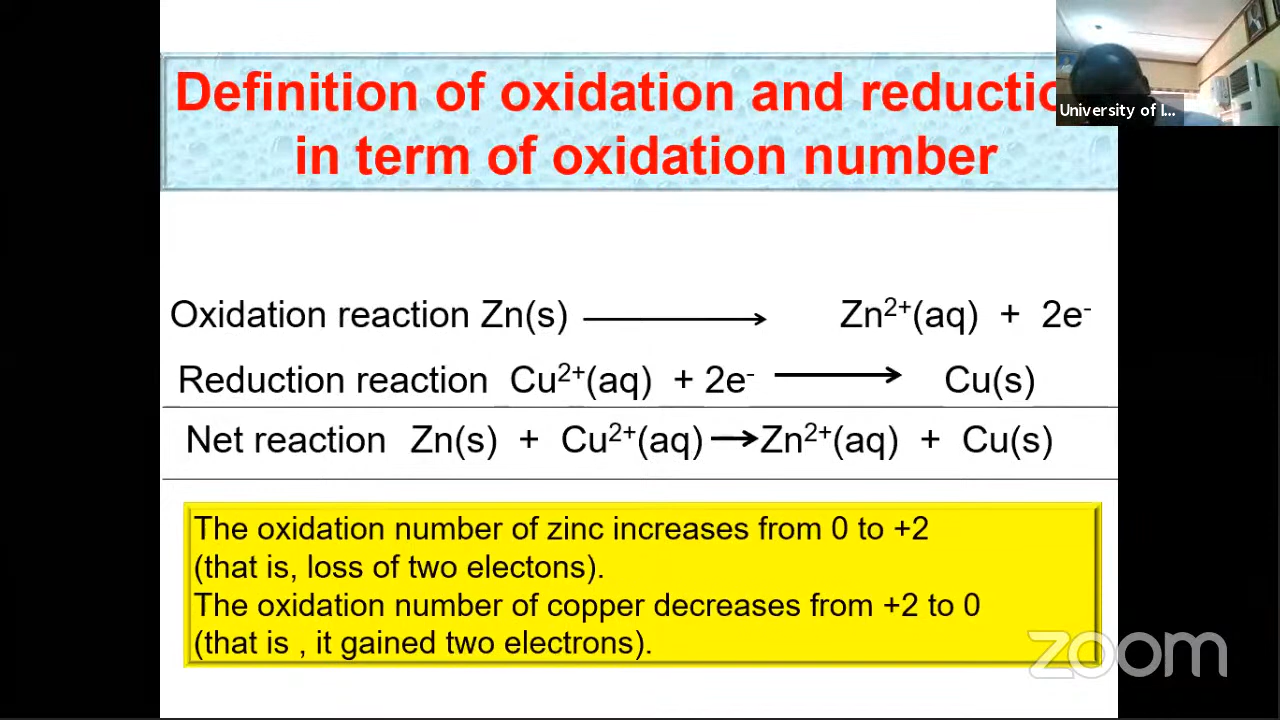 Definition of oxidation and reductio
in term of oxidation number
University of I...
Oxidation reaction Zn(s) ⟶ Zn²⁺(aq) + 2e⁻
Reduction reaction Cu²⁺(aq) + 2e⁻ ⟶ Cu(s)
Net reaction Zn(s) + Cu²⁺(aq) → Zn²⁺(aq) + Cu(s)
The oxidation number of zinc increases from 0 to +2
(that is, loss of two electons).
The oxidation number of copper decreases from +2 to 0
(that is , it gained two electrons).
zoom